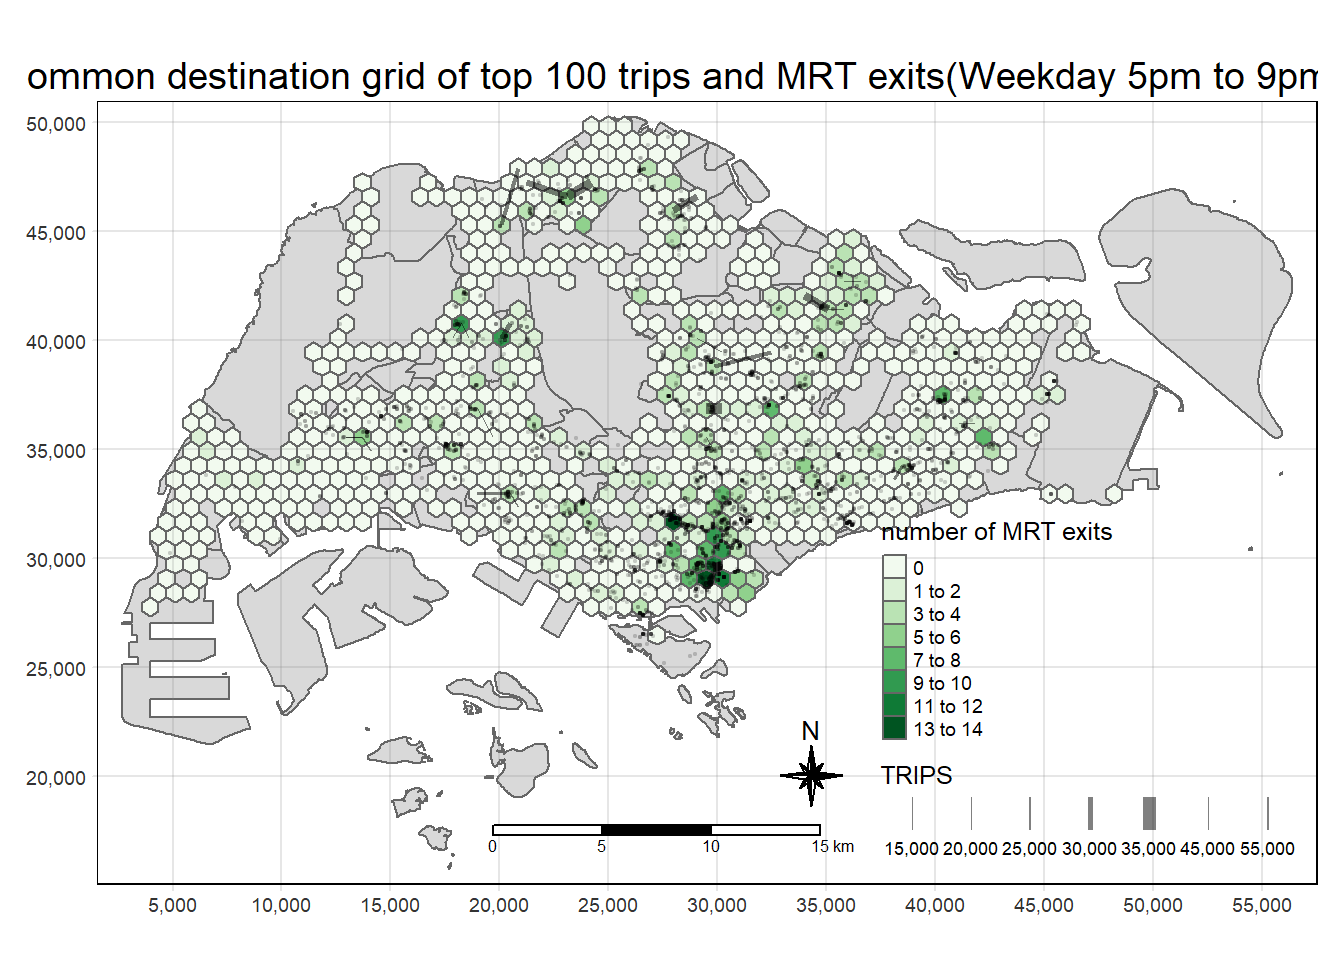 ommon destination grid of top 100 trips and MRT exits(Weekday 5pm to 9pm
50,000
45,000
40,000
35,000
30,000
25,000
20,000
number of MRT exits
0
1 to 2
3 to 4
5 to 6
7 to 8
9 to 10
11 to 12
13 to 14
N
TRIPS
15,000 20,000 25,000 30,000 35,000 45,000 55,000
0 5 10 15 km
5,000 10,000 15,000 20,000 25,000 30,000 35,000 40,000 45,000 50,000 55,000